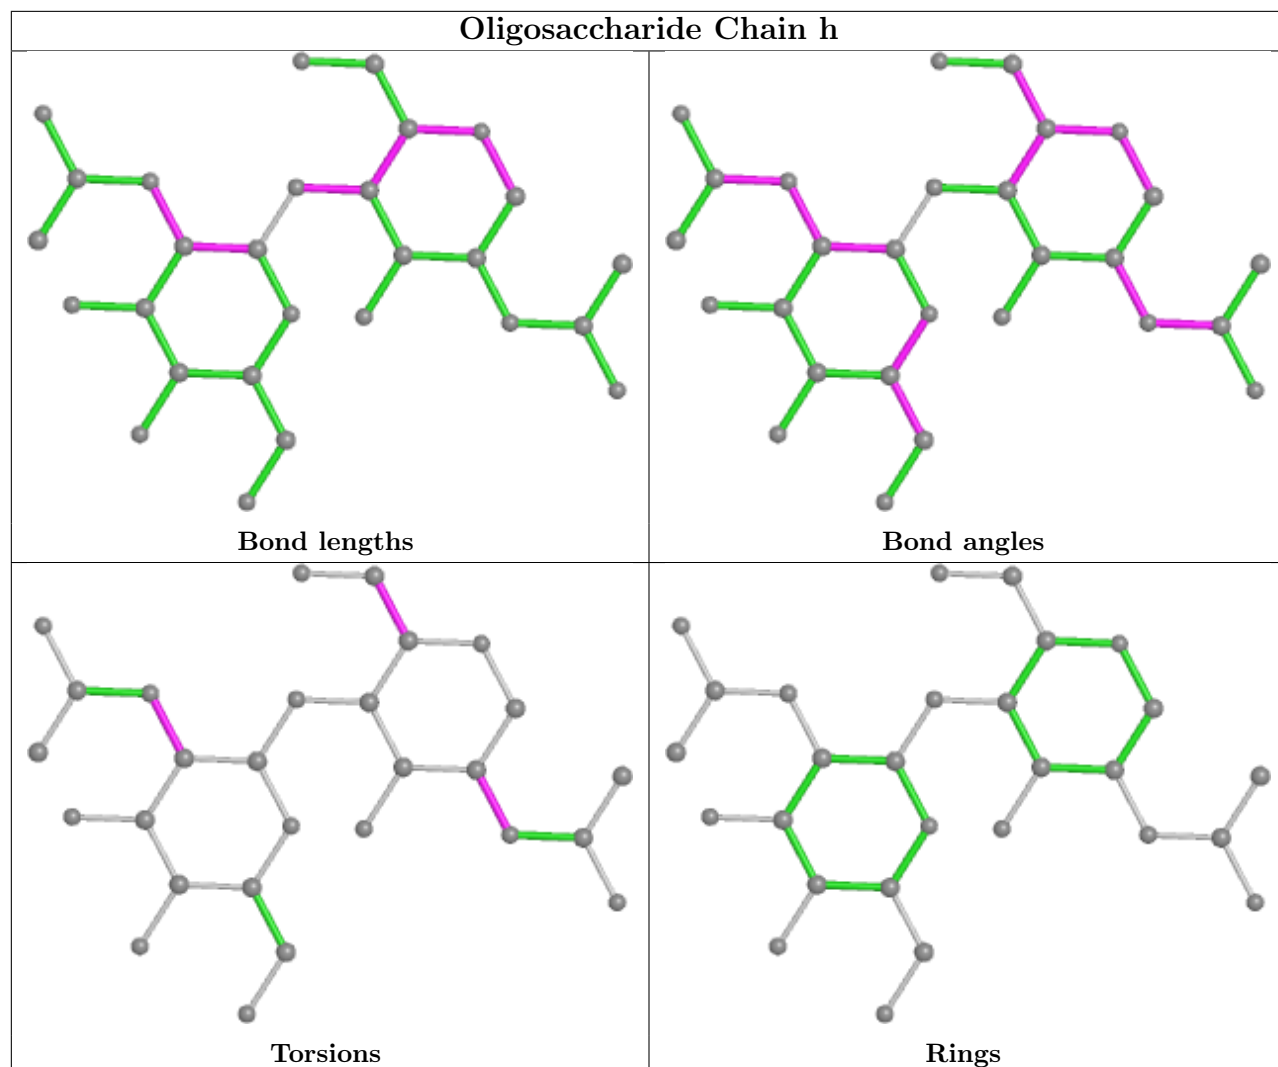 Oligosaccharide Chain h
Bond lengths
Bond angles
Torsions
Rings